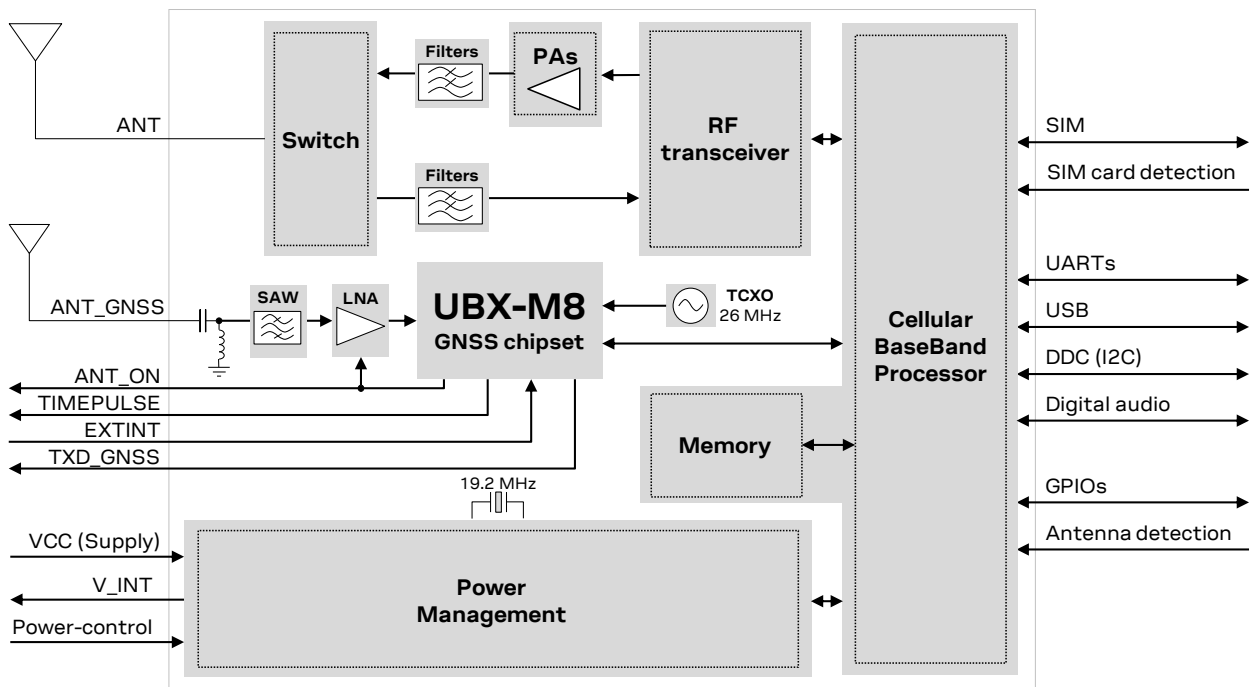 Filters
PAs
ANT
Switch
RF
transceiver
Filters
SIM
SIM card detection
ANT_GNSS
SAW
LNA
UBX-M8
GNSS chipset
TCXO
26 MHz
Cellular
BaseBand
Processor
UARTs
USB
DDC (I2C)
Digital audio
ANT_ON
TIMEPULSE
EXTINT
TXD_GNSS
Memory
19.2 MHz
GPIOs
Antenna detection
VCC (Supply)
V_INT
Power-control
Power
Management